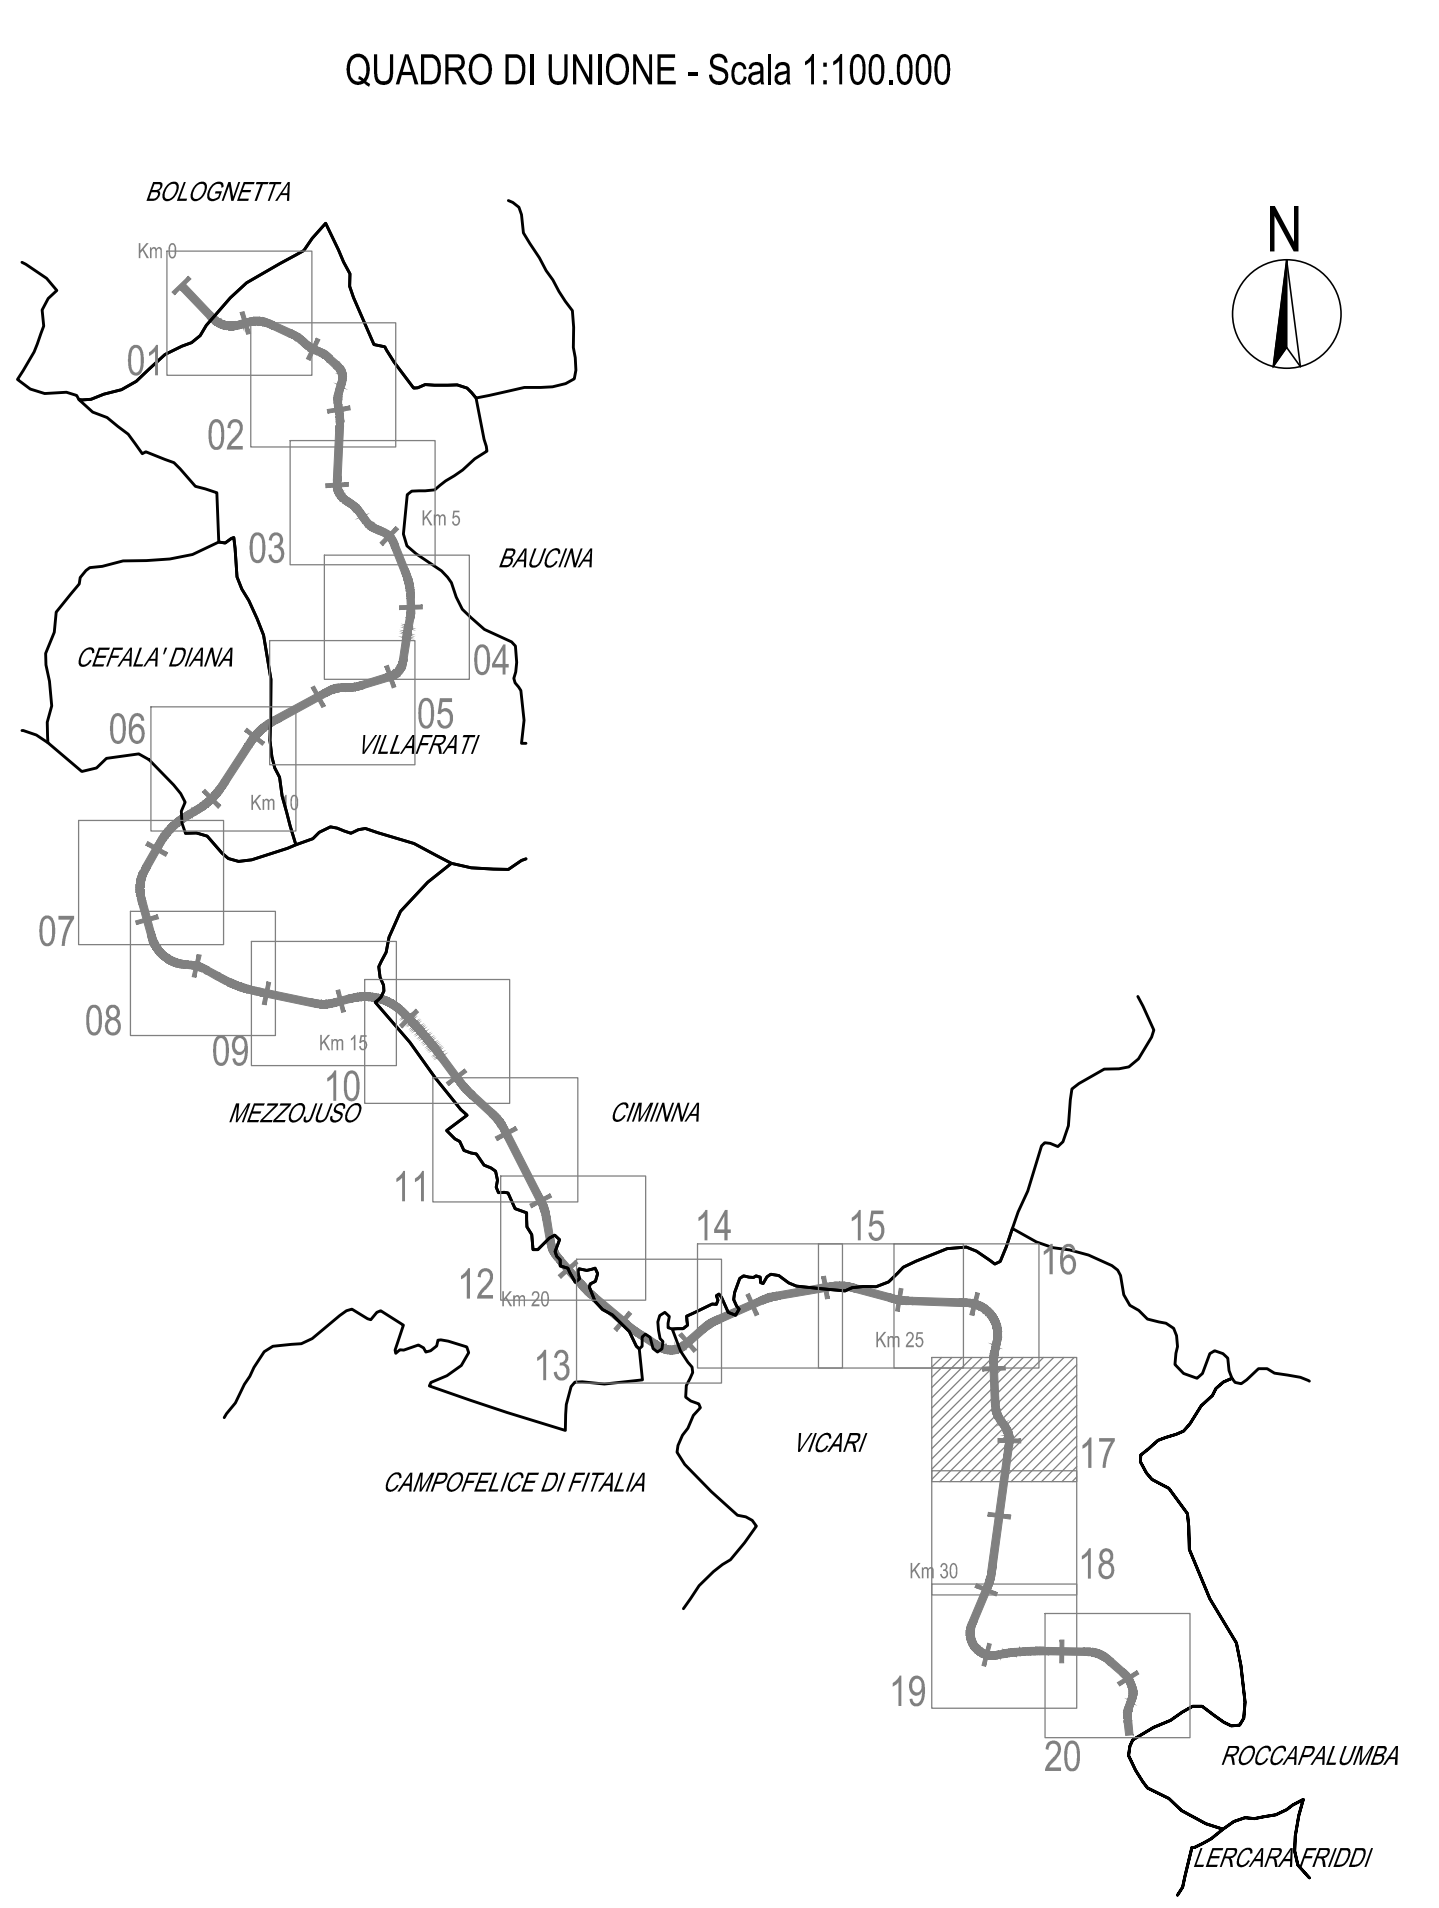 QUADRO DI UNIONE - Scala 1:100.000
BOLOGNETTA
N
Km 0
01
02
Km 5
03
BAUCINA
CEFALA' DIANA
04
05
06
VILLAFRATI
Km 10
07
08
Km 15
09
10
MEZZOJUSO
CIMINNA
11
14
15
16
12
Km 20
Km 25
13
VICARI
17
CAMPOFELICE DI FITALIA
18
Km 30
19
20
ROCCAPALUMBA
LERCARA FRIDDI